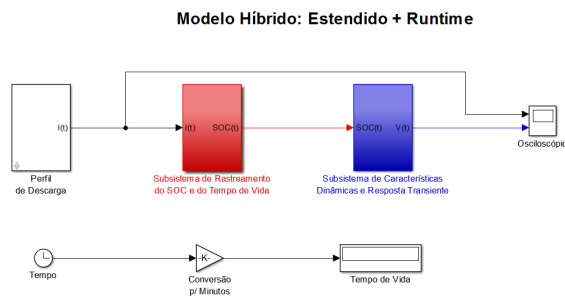 Modelo Híbrido: Estendido + Runtime
I(t)
I(t)
SOC(t)
SOC(t)
V(t)
Osciloscópio
Perfil
de Descarga
Subsistema de Rastreamento
do SOC e do Tempo de Vida
Subsistema de Características
Dinâmicas e Resposta Transiente
-K-
Tempo
Conversão
p/ Minutos
Tempo de Vida